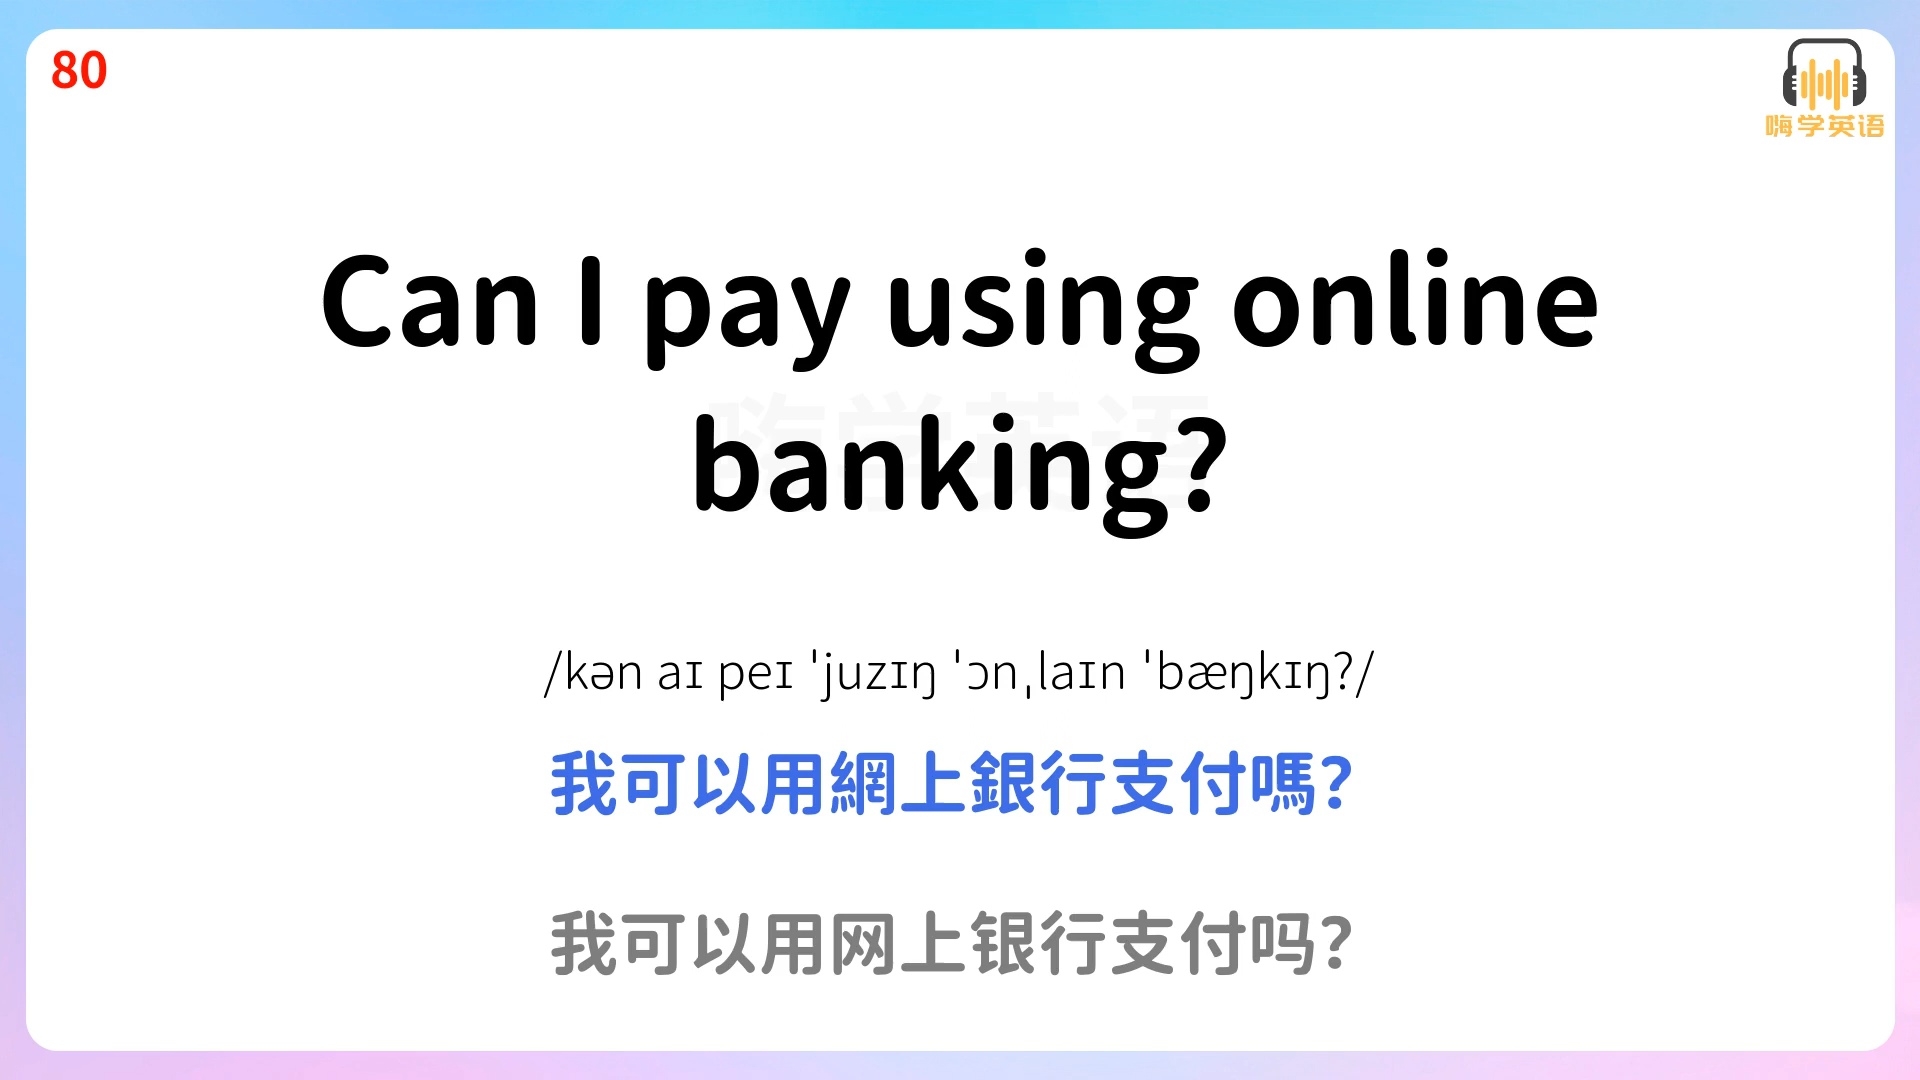 80
嗨学英语
Can I pay using online
banking?
/kən aɪ peɪ ˈjuzɪŋ ˈɔnˌlaɪn ˈbæŋkɪŋ?/
我可以用網上銀行支付嗎?
我可以用网上银行支付吗?